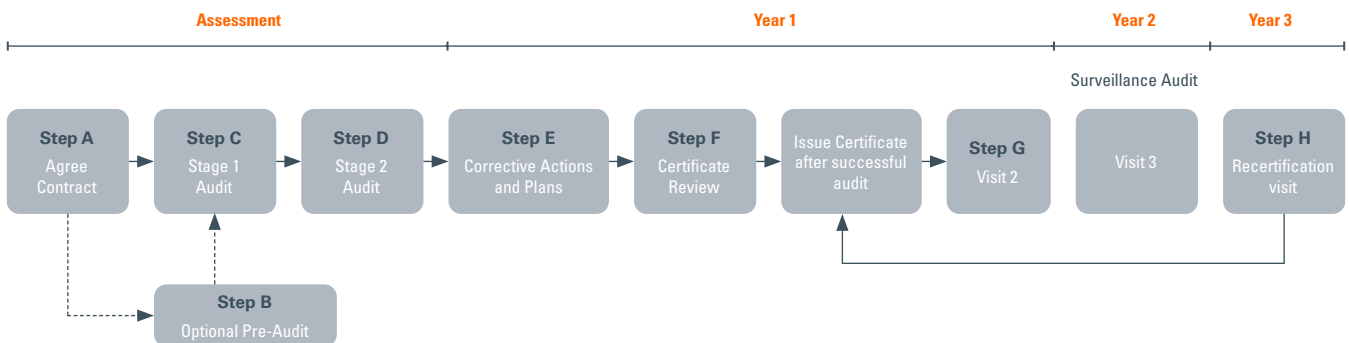 Assessment
Year 1
Year 2
Year 3
Surveillance Audit
Step A
Agree
Contract
Step C
Stage 1
Audit
Step D
Stage 2
Audit
Step E
Corrective Actions
and Plans
Step F
Certificate
Review
Issue Certificate
after successful
audit
Step G
Visit 2
Visit 3
Step H
Recertification
visit
Step B
Optional Pre-Audit